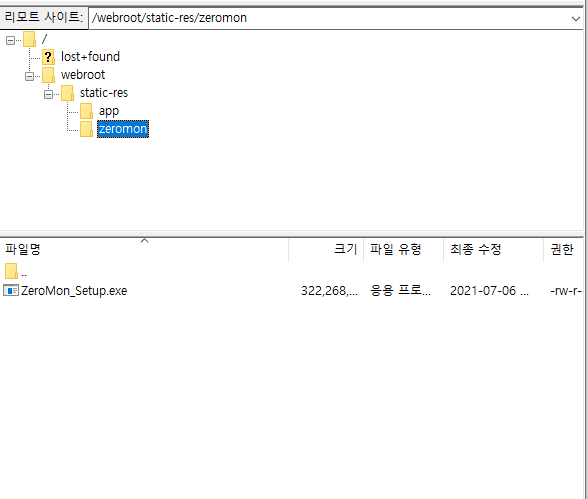 리모트 사이트: /webroot/static-res/zeromon
/
? lost+found
webroot
static-res
app
zeromon
파일명 크기 파일 유형 최종 수정 권한
..
ZeroMon_Setup.exe 322,268,... 응용 프로... 2021-07-06 ... -rw-r-